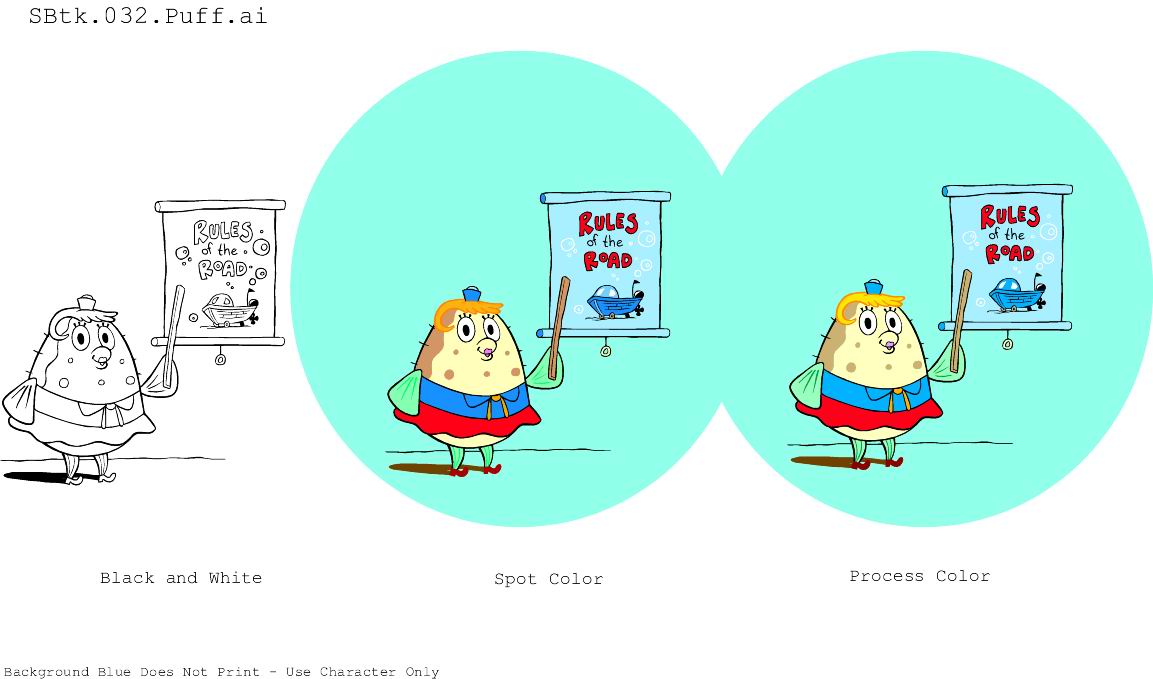 SBtk.032.Puff.ai
RULES
of the
ROAD
RULES
of the
ROAD
RULES
of the
ROAD
Black and White
Spot Color
Process Color
Background Blue Does Not Print - Use Character Only